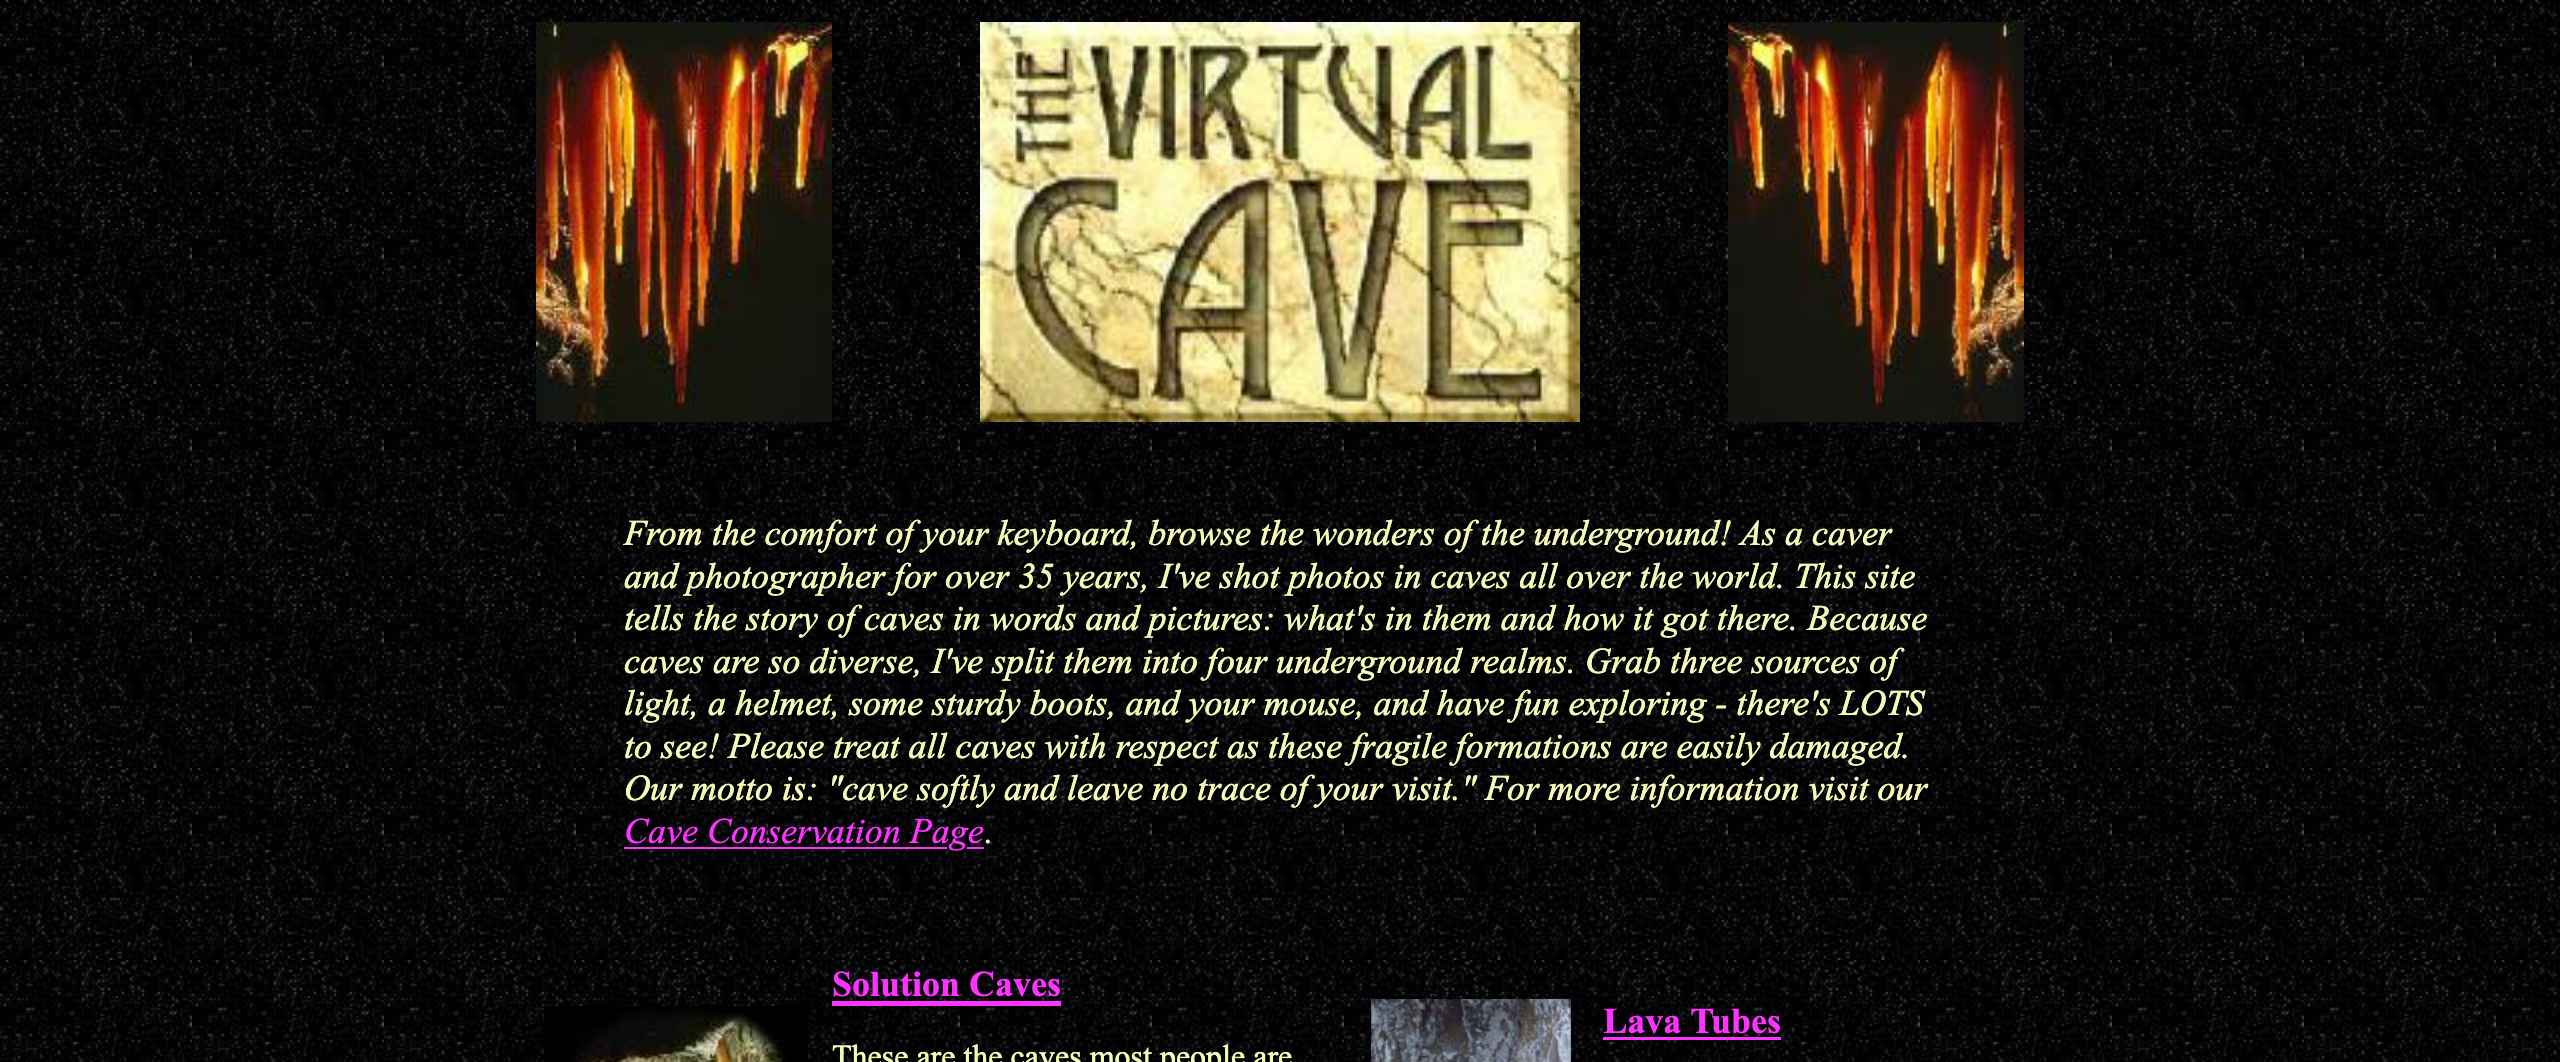 THE VIRTUAL
CAVE
From the comfort of your keyboard, browse the wonders of the underground! As a caver
and photographer for over 35 years, I've shot photos in caves all over the world. This site
tells the story of caves in words and pictures: what's in them and how it got there. Because
caves are so diverse, I've split them into four underground realms. Grab three sources of
light, a helmet, some sturdy boots, and your mouse, and have fun exploring - there's LOTS
to see! Please treat all caves with respect as these fragile formations are easily damaged.
Our motto is: "cave softly and leave no trace of your visit." For more information visit our
Cave Conservation Page.
Solution Caves
These are the caves most people are
Lava Tubes